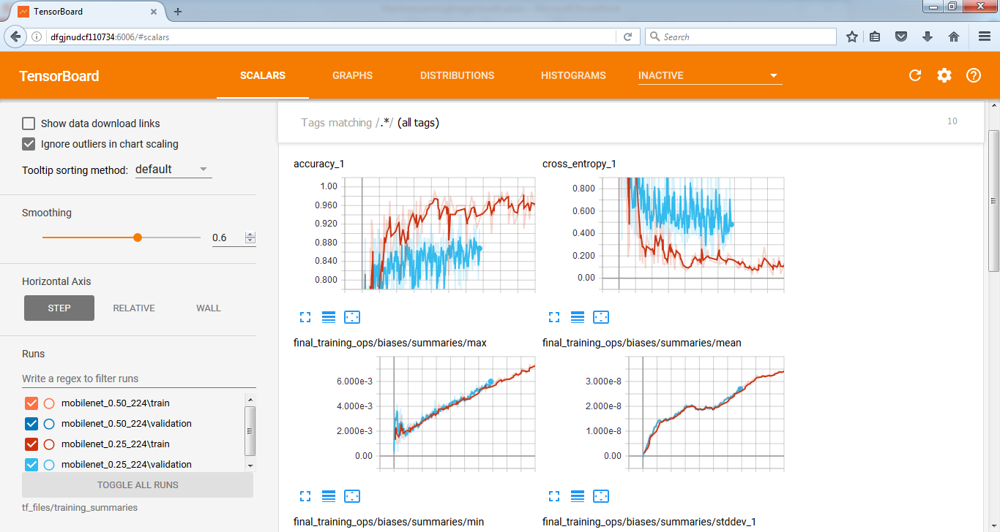 TensorBoard
dfgjnudcf110734:6006/#scalars
Search
TensorBoard
SCALARS
GRAPHS
DISTRIBUTIONS
HISTOGRAMS
INACTIVE
Show data download links
Ignore outliers in chart scaling
Tooltip sorting method: default
Smoothing
0.6
Horizontal Axis
STEP
RELATIVE
WALL
Runs
Write a regex to filter runs
mobilenet_0.50_224\train
mobilenet_0.50_224\validation
mobilenet_0.25_224\train
mobilenet_0.25_224\validation
TOGGLE ALL RUNS
tf_files/training_summaries
Tags matching /.*/ (all tags)
10
accuracy_1
1.00
0.960
0.920
0.880
0.840
0.800
cross_entropy_1
0.800
0.600
0.400
0.200
0.00
final_training_ops/biases/summaries/max
6.000e-3
4.000e-3
2.000e-3
0.00
final_training_ops/biases/summaries/mean
3.000e-8
2.000e-8
1.000e-8
0.00
final_training_ops/biases/summaries/min
final_training_ops/biases/summaries/stddev_1